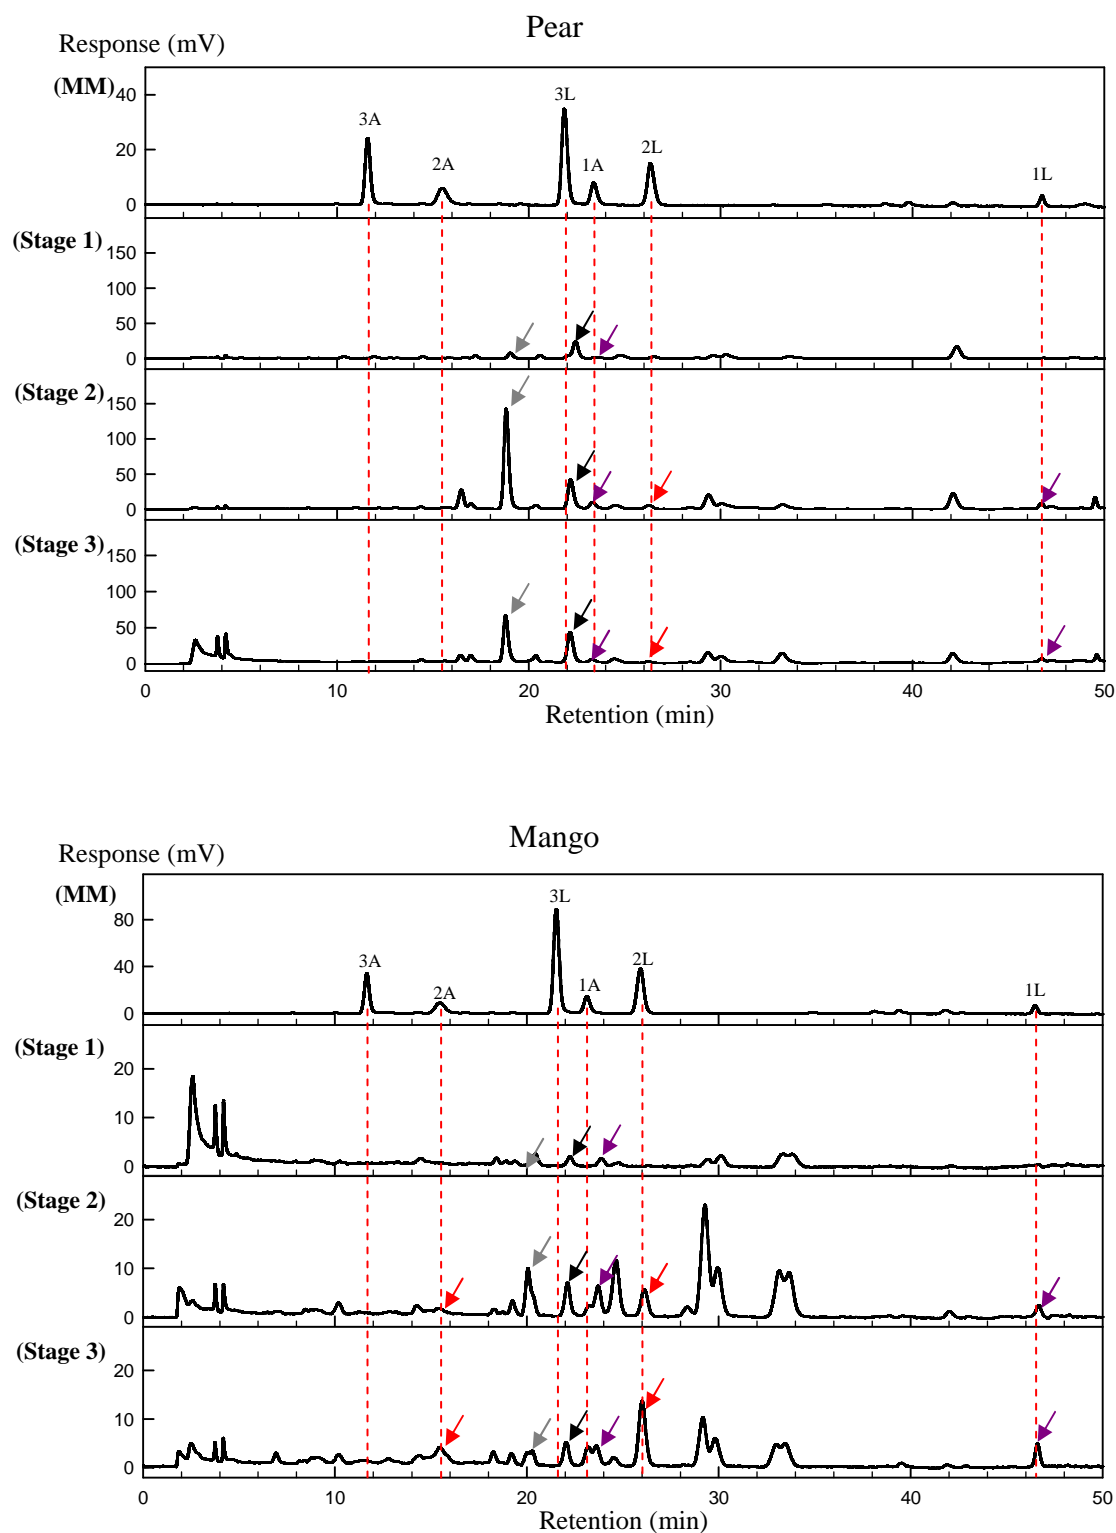 Pear
Response (mV)
(MM)
40
20
0
3A
2A
3L
1A
2L
1L
(Stage 1)
150
100
50
0
(Stage 2)
150
100
50
0
(Stage 3)
150
100
50
0
0 10 20 30 40 50
Retention (min)
Mango
Response (mV)
(MM)
80
40
0
3A
2A
3L
1A
2L
1L
(Stage 1)
20
10
0
(Stage 2)
20
10
0
(Stage 3)
20
10
0
0 10 20 30 40 50
Retention (min)